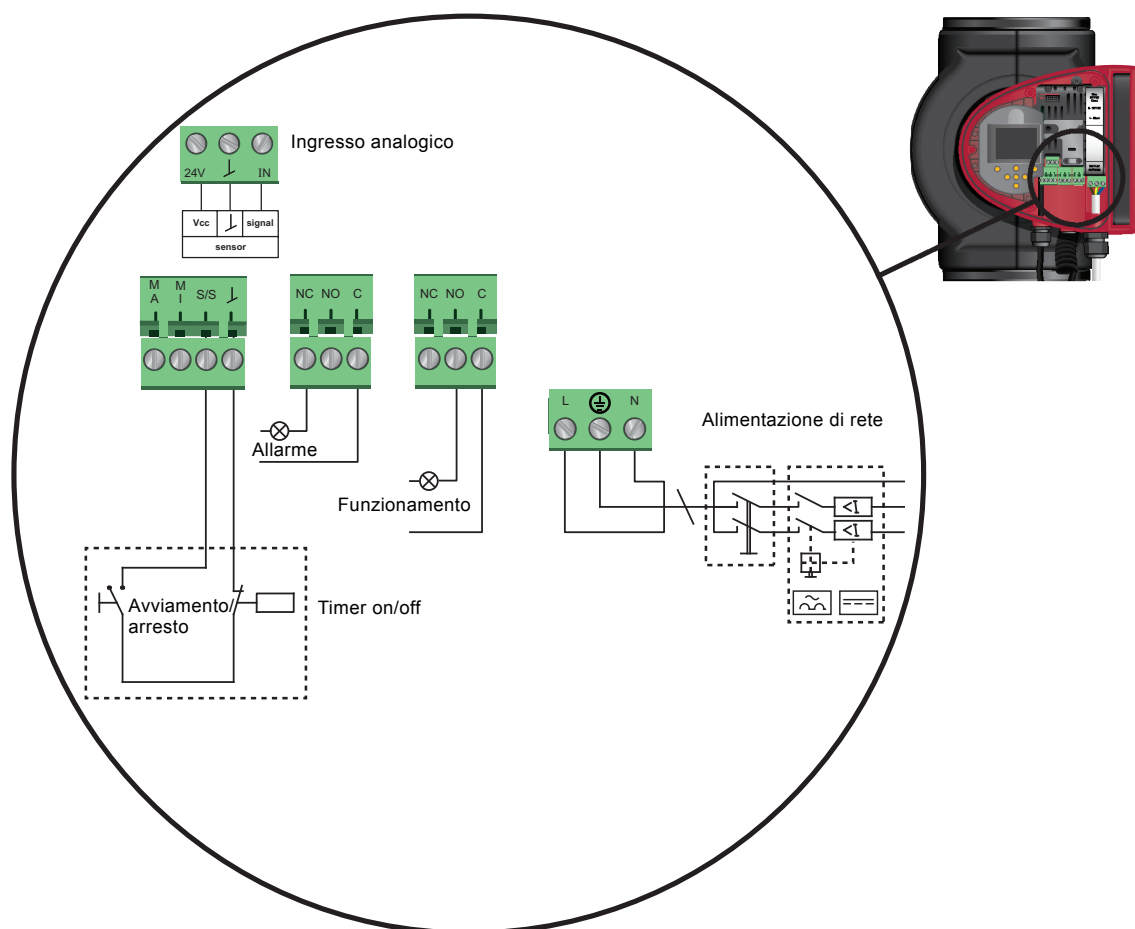 Ingresso analogico
24V IN
Vcc signal
sensor
M A M I S/S
NC NO C
NC NO C
Allarme
Funzionamento
L N
Alimentazione di rete
Avviamento/
arresto
Timer on/off
<I
<I